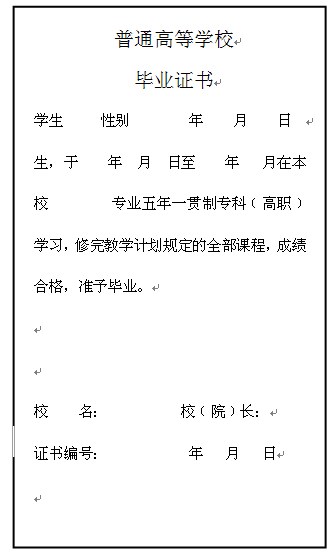 普通高等学校
毕业证书
学生 性别 年 月 日
生，于 年 月 日至 年 月在本
校 专业五年一贯制专科（高职）
学习，修完教学计划规定的全部课程，成绩
合格，准予毕业。
校 名： 校（院）长：
证书编号： 年 月 日